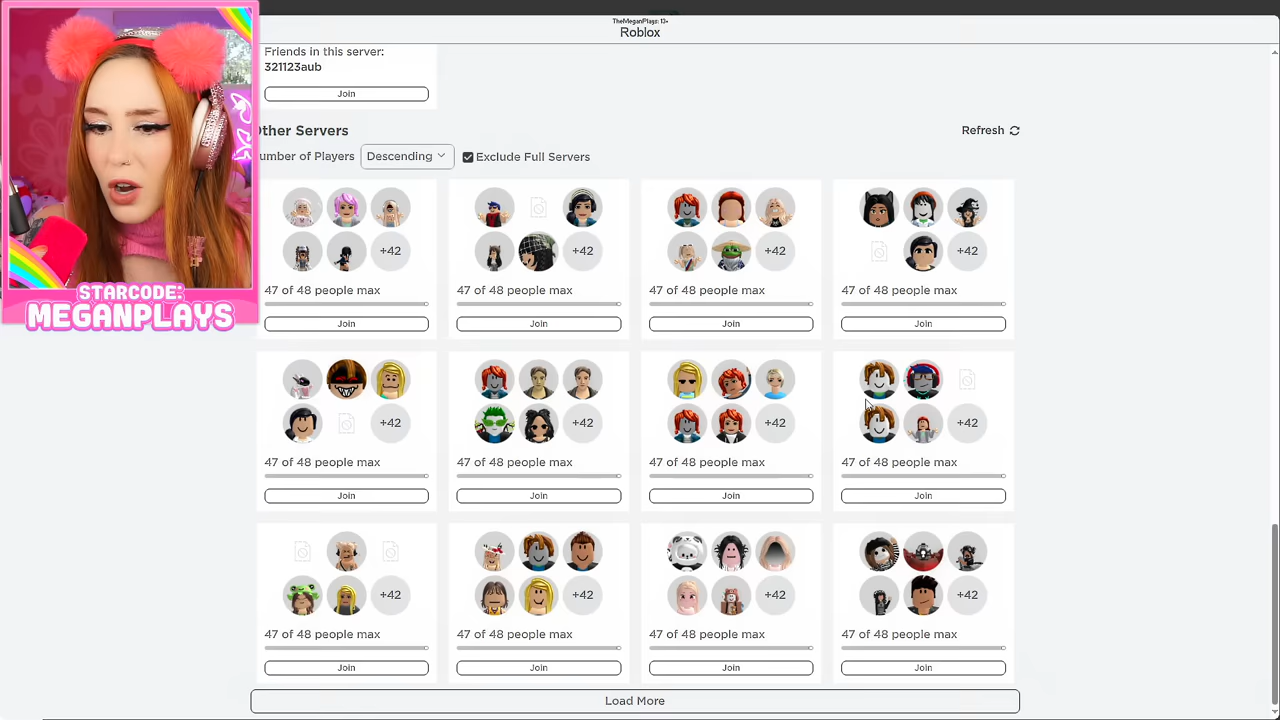 TheMeganPlays: 13+
Roblox
Friends in this server:
321123aub
Join
Other Servers
Refresh
umber of Players
Descending
Exclude Full Servers
+42
+42
+42
+42
47 of 48 people max
47 of 48 people max
47 of 48 people max
47 of 48 people max
Join
Join
Join
Join
+42
+42
+42
+42
47 of 48 people max
47 of 48 people max
47 of 48 people max
47 of 48 people max
Join
Join
Join
Join
+42
+42
+42
+42
47 of 48 people max
47 of 48 people max
47 of 48 people max
47 of 48 people max
Join
Join
Join
Join
Load More
STARCODE:
MEGANPLAYS